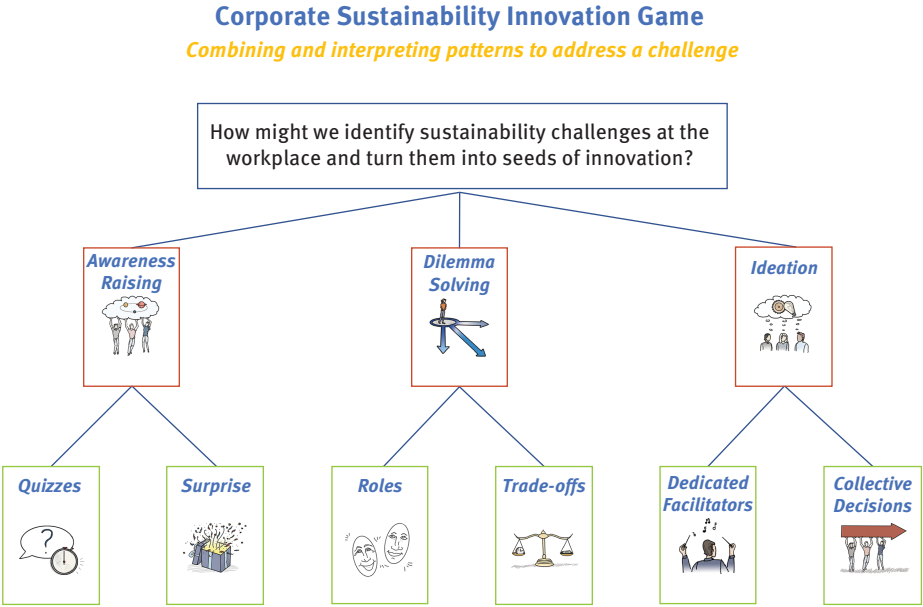 Corporate Sustainability Innovation Game
Combining and interpreting patterns to address a challenge
How might we identify sustainability challenges at the
workplace and turn them into seeds of innovation?
Awareness
Raising
Dilemma
Solving
Ideation
Quizzes
?
Surprise
Roles
Trade-offs
Dedicated
Facilitators
Collective
Decisions